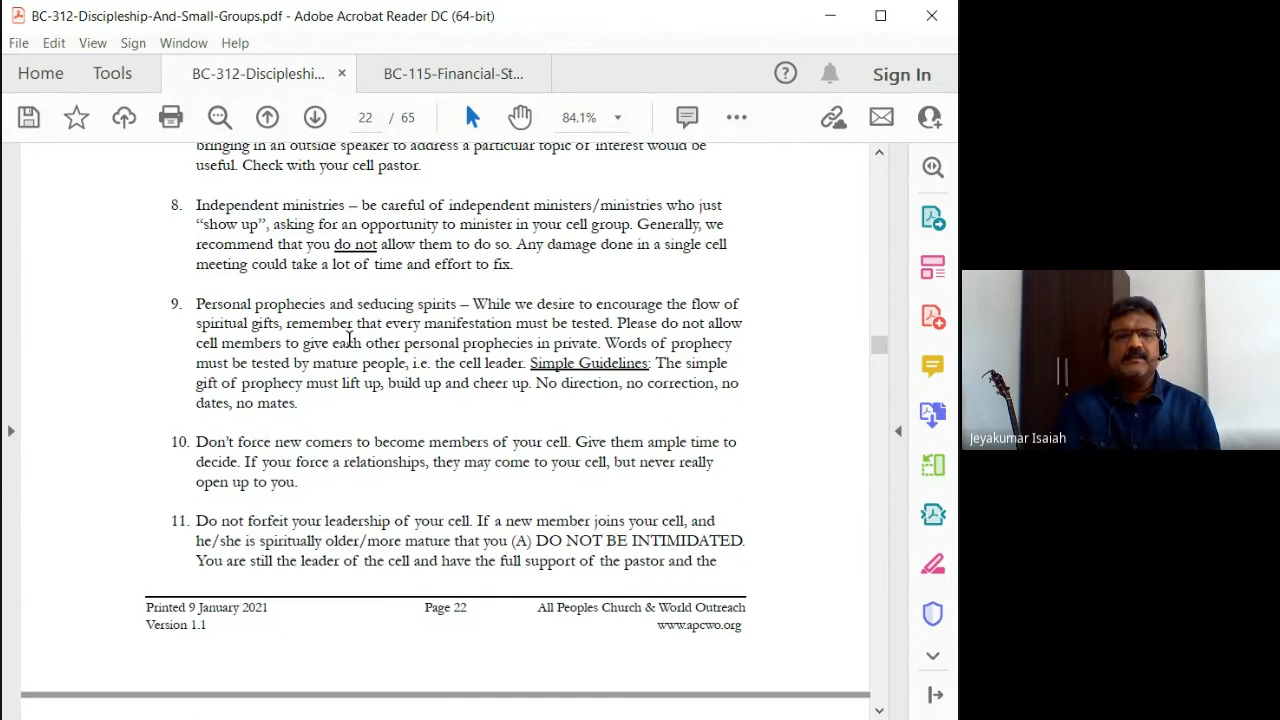 BC-312-Discipleship-And-Small-Groups.pdf - Adobe Acrobat Reader DC (64-bit)
File Edit View Sign Window Help
Home Tools BC-312-Discipleshi... × BC-115-Financial-St... Sign In
22 / 65 84.1%
bringing in an outside speaker to address a particular topic of interest would be
useful. Check with your cell pastor.
8. Independent ministries – be careful of independent ministers/ministries who just
“show up”, asking for an opportunity to minister in your cell group. Generally, we
recommend that you do not allow them to do so. Any damage done in a single cell
meeting could take a lot of time and effort to fix.
9. Personal prophecies and seducing spirits – While we desire to encourage the flow of
spiritual gifts, remember that every manifestation must be tested. Please do not allow
cell members to give each other personal prophecies in private. Words of prophecy
must be tested by mature people, i.e. the cell leader. Simple Guidelines: The simple
gift of prophecy must lift up, build up and cheer up. No direction, no correction, no
dates, no mates.
10. Don’t force new comers to become members of your cell. Give them ample time to
decide. If your force a relationships, they may come to your cell, but never really
open up to you.
11. Do not forfeit your leadership of your cell. If a new member joins your cell, and
he/she is spiritually older/more mature that you (A) DO NOT BE INTIMIDATED.
You are still the leader of the cell and have the full support of the pastor and the
Printed 9 January 2021 Page 22 All Peoples Church & World Outreach
Version 1.1 www.apcwo.org
Jeyakumar Isaiah